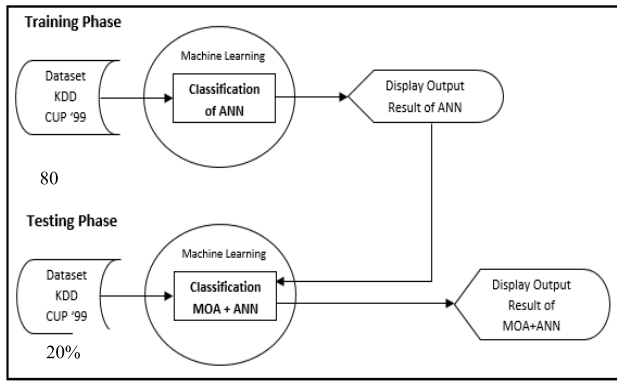 Training Phase
Machine Learning
Dataset
KDD
CUP ‘99
Classification
of ANN
Display Output
Result of ANN
80
Testing Phase
Machine Learning
Dataset
KDD
CUP ‘99
Classification
MOA + ANN
Display Output
Result of
MOA+ANN
20%